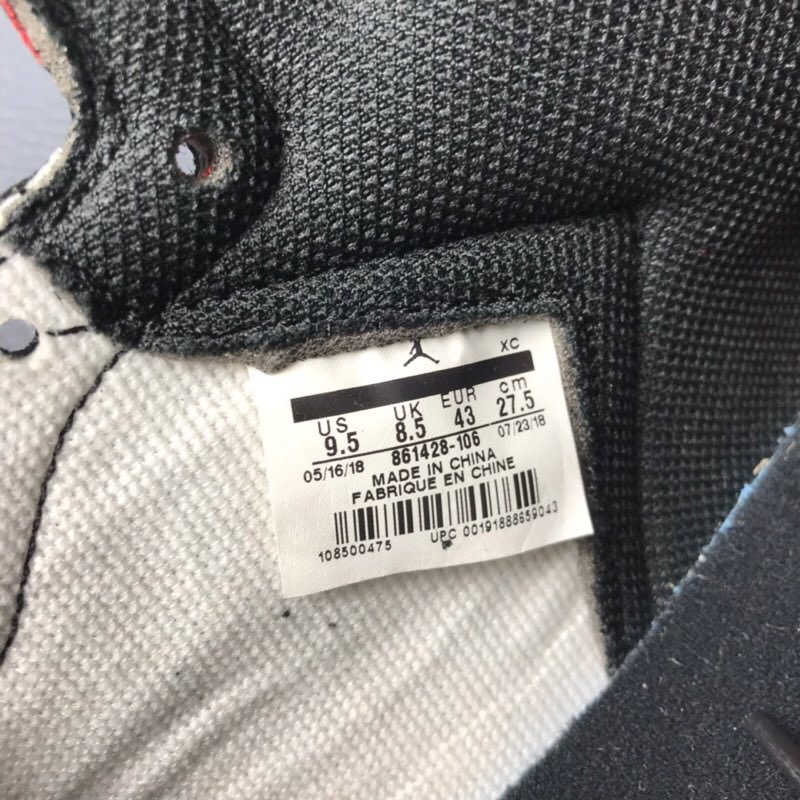 XC
US UK EUR cm
9.5 8.5 43 27.5
05/16/18 861428-106 07/23/18
MADE IN CHINA
FABRIQUE EN CHINE
108500475 UPC 00191888659043